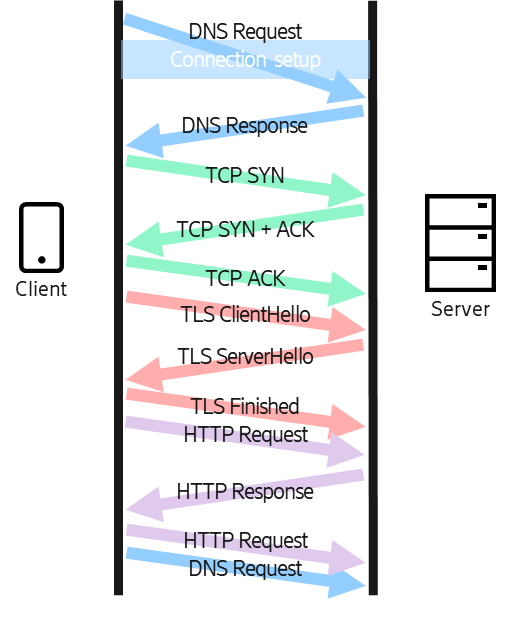 DNS Request
Connection setup
DNS Response
TCP SYN
TCP SYN + ACK
TCP ACK
TLS ClientHello
TLS ServerHello
TLS Finished
HTTP Request
HTTP Response
HTTP Request
DNS Request
Client
Server